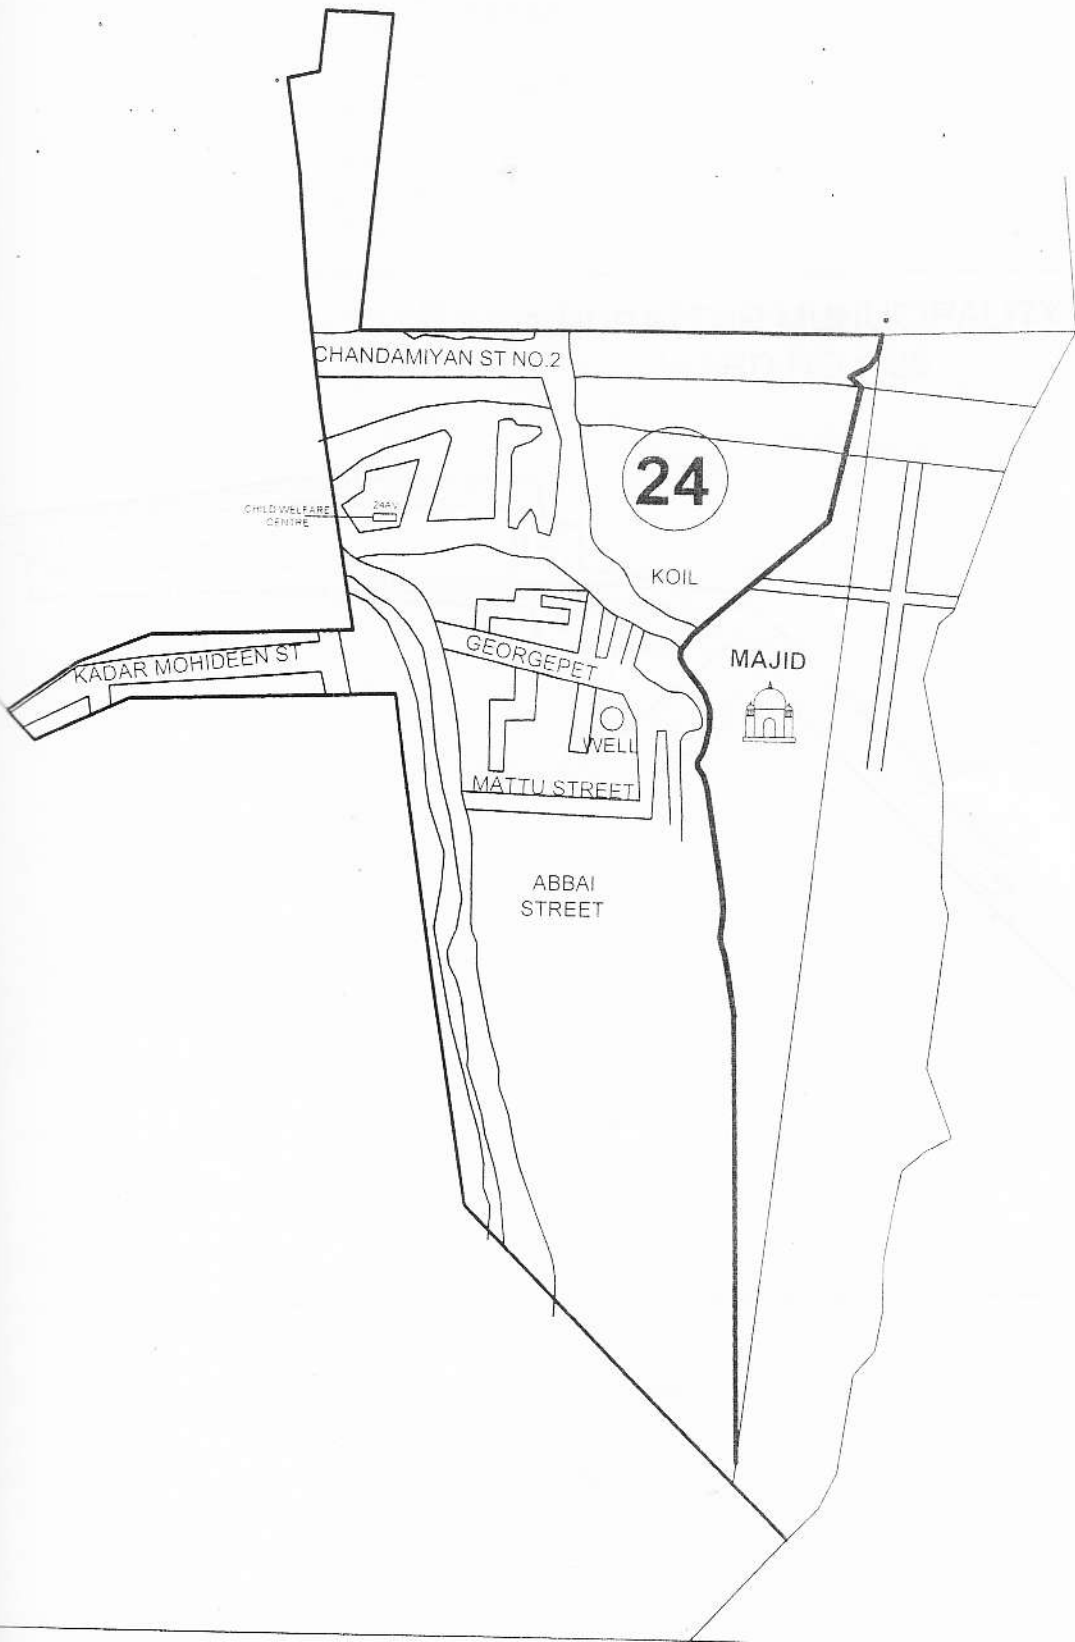 CHANDAMIYAN ST NO.2
24
24AV
CHILD WELFARE
CENTRE
KOIL
GEORGEPET
MAJID
KADAR MOHIDEEN ST
WELL
MATTU STREET
ABBAI
STREET